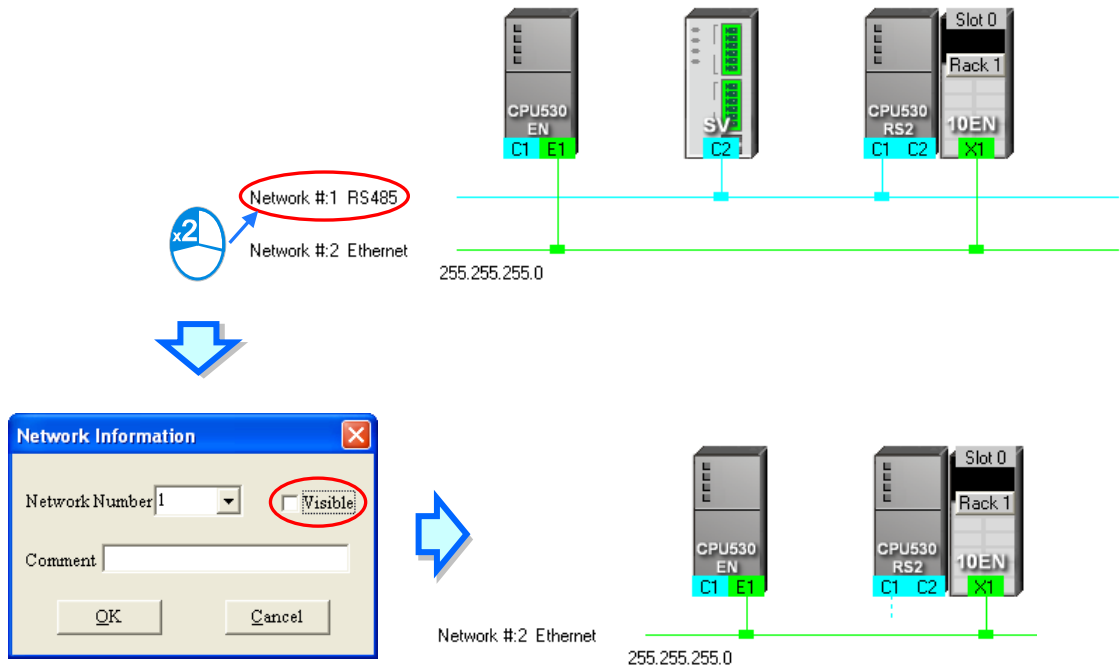 Slot 0
Rack 1
CPU530
EN
SV
CPU530
RS2
10EN
C1 E1
C2
C1 C2
X1
Network #:1 RS485
x2
Network #:2 Ethernet
255.255.255.0
Network Information
Network Number 1
Visible
Comment
OK
Cancel
Slot 0
Rack 1
CPU530
EN
CPU530
RS2
10EN
C1 E1
C1 C2
X1
Network #:2 Ethernet
255.255.255.0